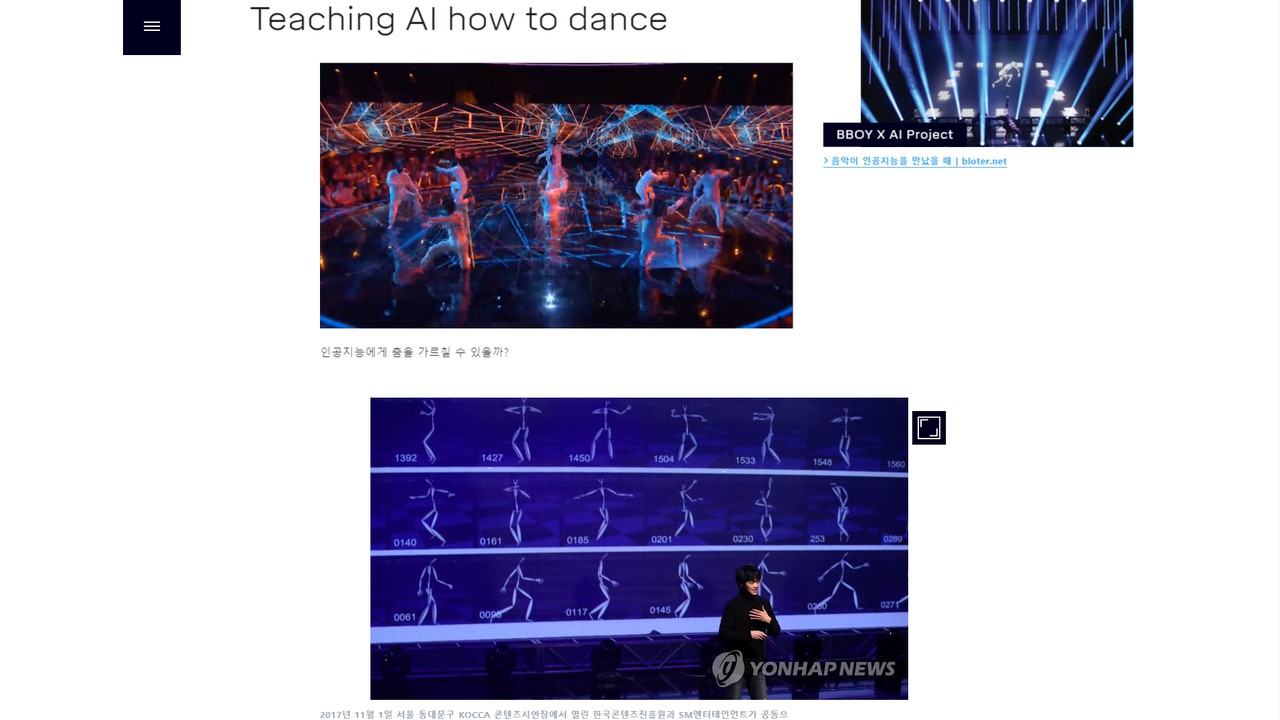 Teaching AI how to dance
BBOY X AI Project
음악이 인공지능을 만났을 때 | bloter.net
인공지능에게 춤을 가르칠 수 있을까?
1392 1427 1450 1504 1533 1548 1560
0140 0161 0185 0201 0230 253 0289
0061 0098 0117 0145 0260 0271
YONHAP NEWS
2017년 11월 1일 서울 동대문구 KOCCA 콘텐츠시연장에서 열린 한국콘텐츠진흥원과 SM엔터테인먼트가 공동으